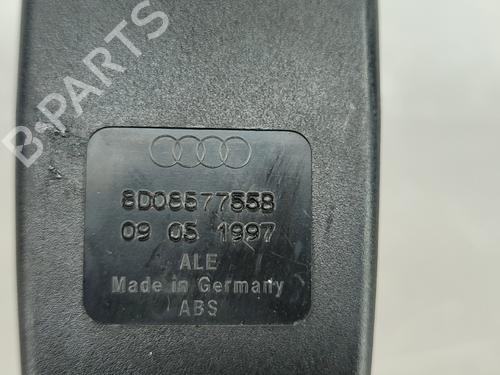 B-PARTS
8D0857755B
09 05 1997
ALE
Made in Germany
ABS